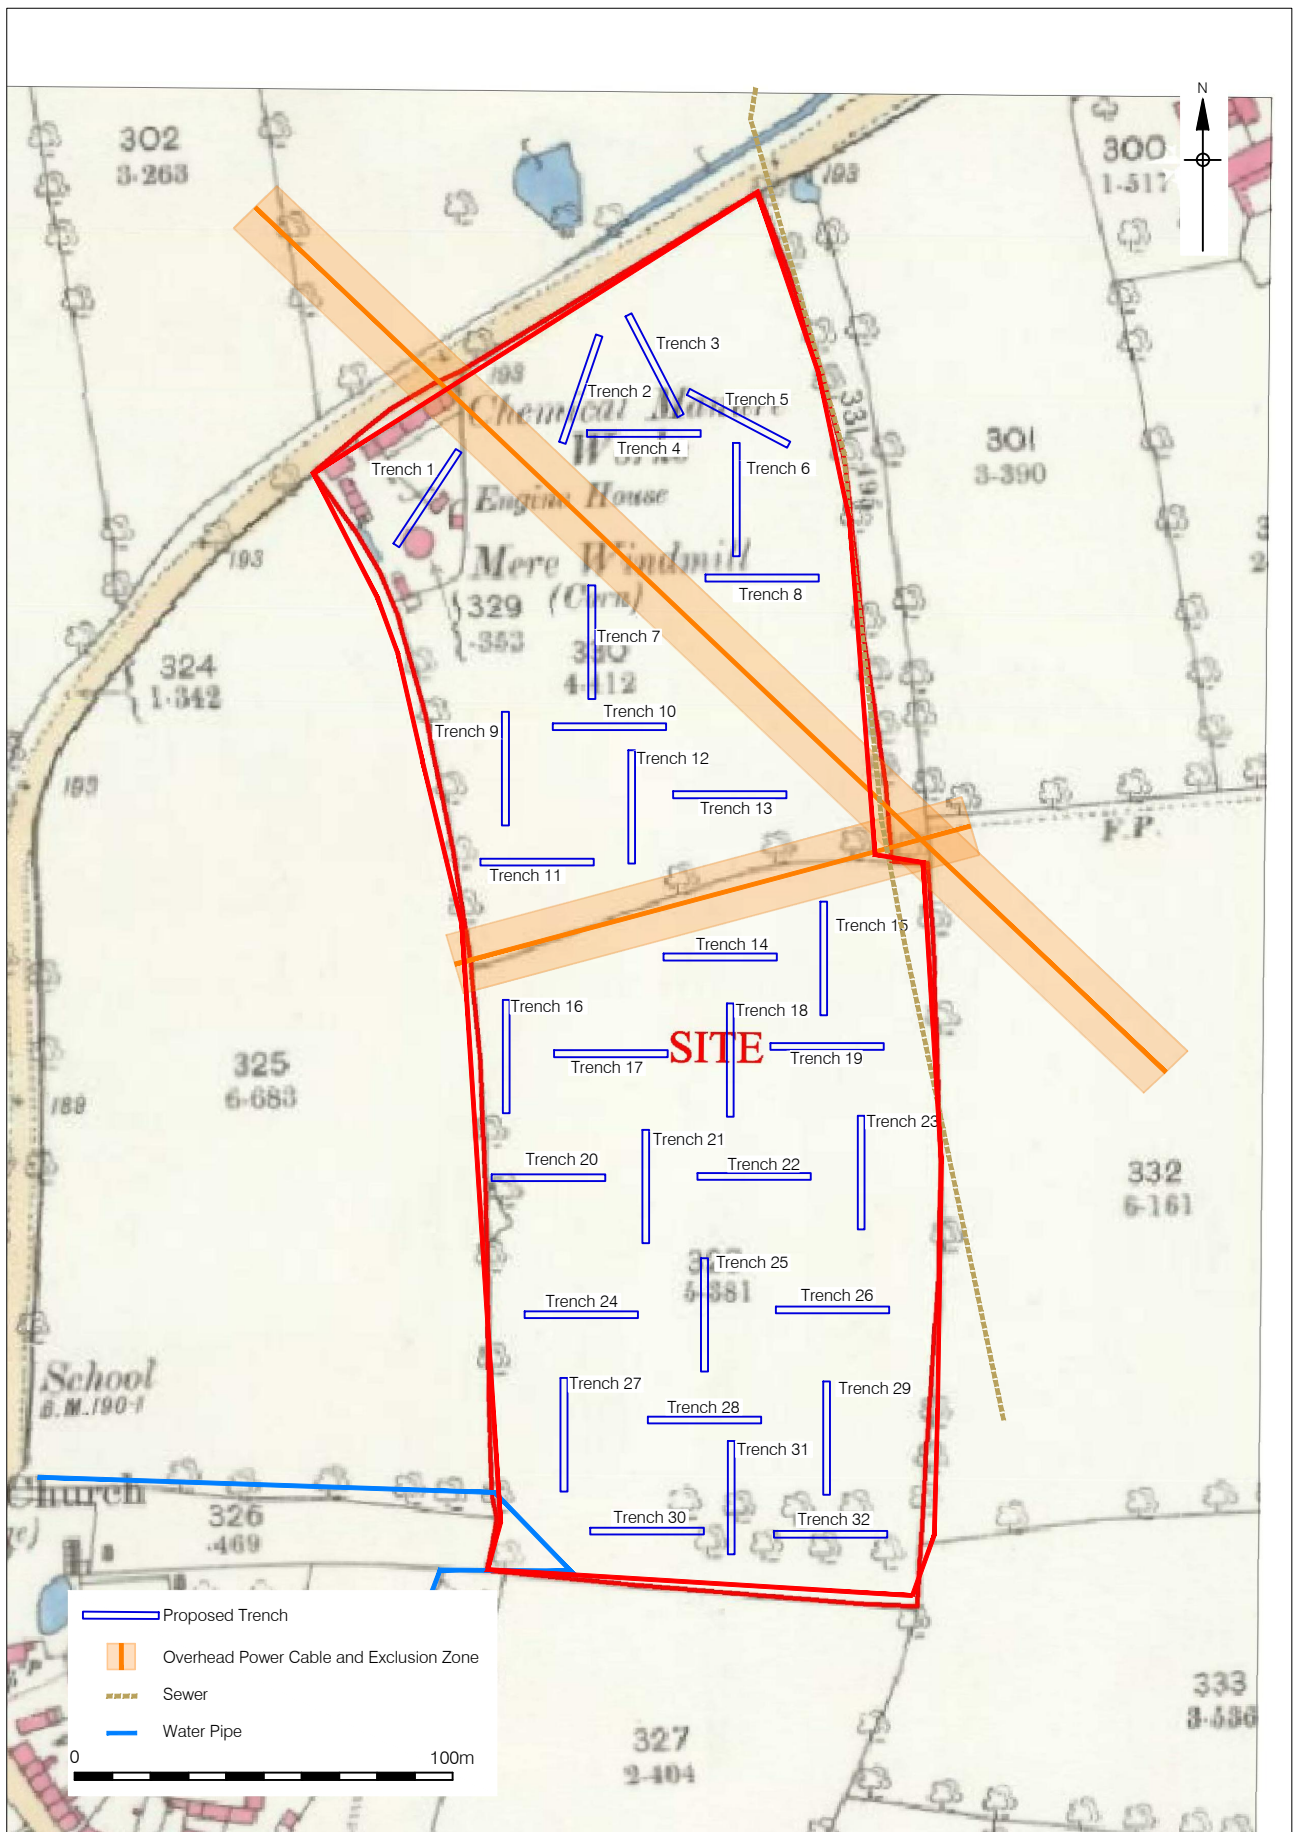 N
302
3·263
300
1·517
193
Trench 3
193
Trench 2
Trench 5
Chemical Manure
Works
331
301
3·390
Trench 4
Trench 1
Trench 6
Engine House
193
Mere Windmill
(Corn)
Trench 8
329
·353
Trench 7
330
4·412
324
1·342
Trench 10
Trench 9
Trench 12
193
Trench 13
F.P.
Trench 11
Trench 15
Trench 14
Trench 16
Trench 18
SITE
Trench 19
Trench 17
325
6·683
189
Trench 23
Trench 21
Trench 20
Trench 22
332
6·161
Trench 25
5·381
Trench 24
Trench 26
School
B.M.190·1
Trench 27
Trench 29
Trench 28
Trench 31
Church
326
·469
Trench 30
Trench 32
Proposed Trench
Overhead Power Cable and Exclusion Zone
Sewer
Water Pipe
0 100m
333
3·536
327
2·404